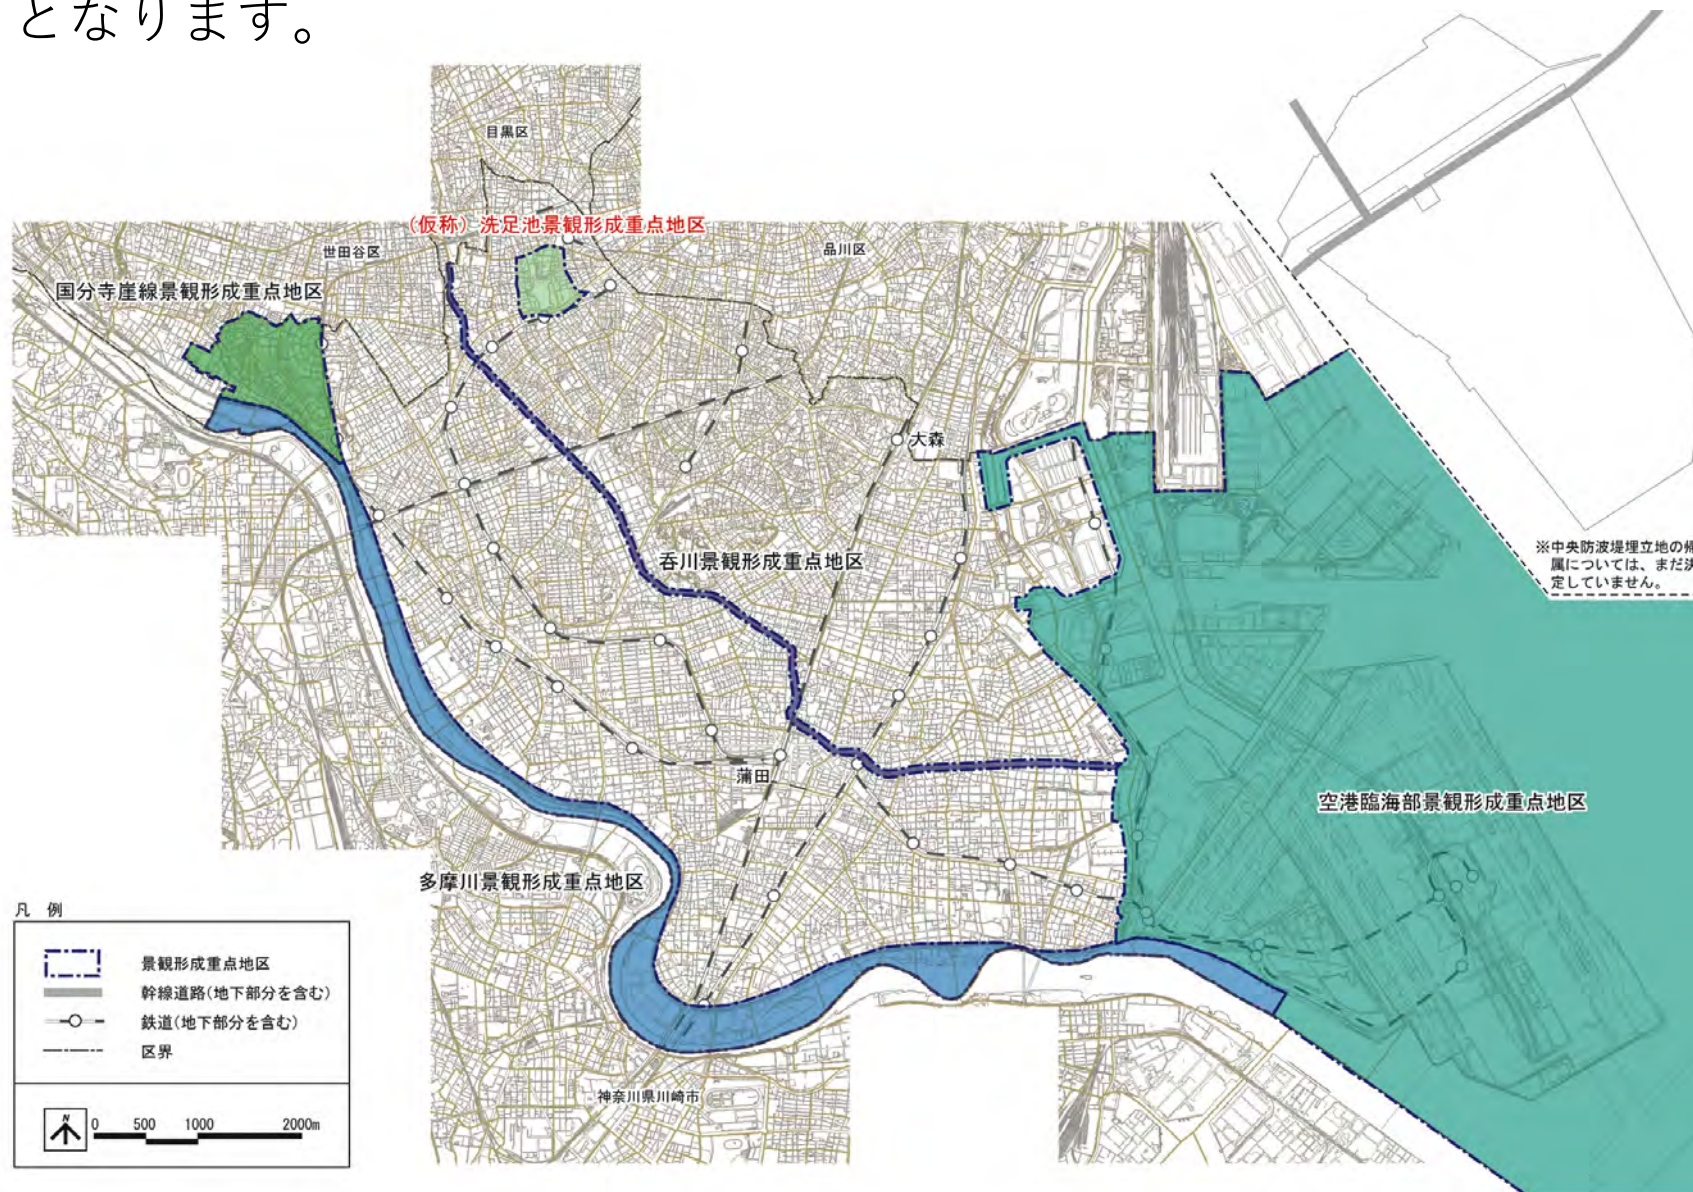 となります。
目黒区
(仮称) 洗足池景観形成重点地区
世田谷区
品川区
国分寺崖線景観形成重点地区
大森
※中央防波堤埋立地の帰
属については、まだ決
定していません。
呑川景観形成重点地区
蒲田
空港臨海部景観形成重点地区
多摩川景観形成重点地区
神奈川県川崎市
凡 例
景観形成重点地区
幹線道路(地下部分を含む)
鉄道(地下部分を含む)
区界
N
0 500 1000 2000m